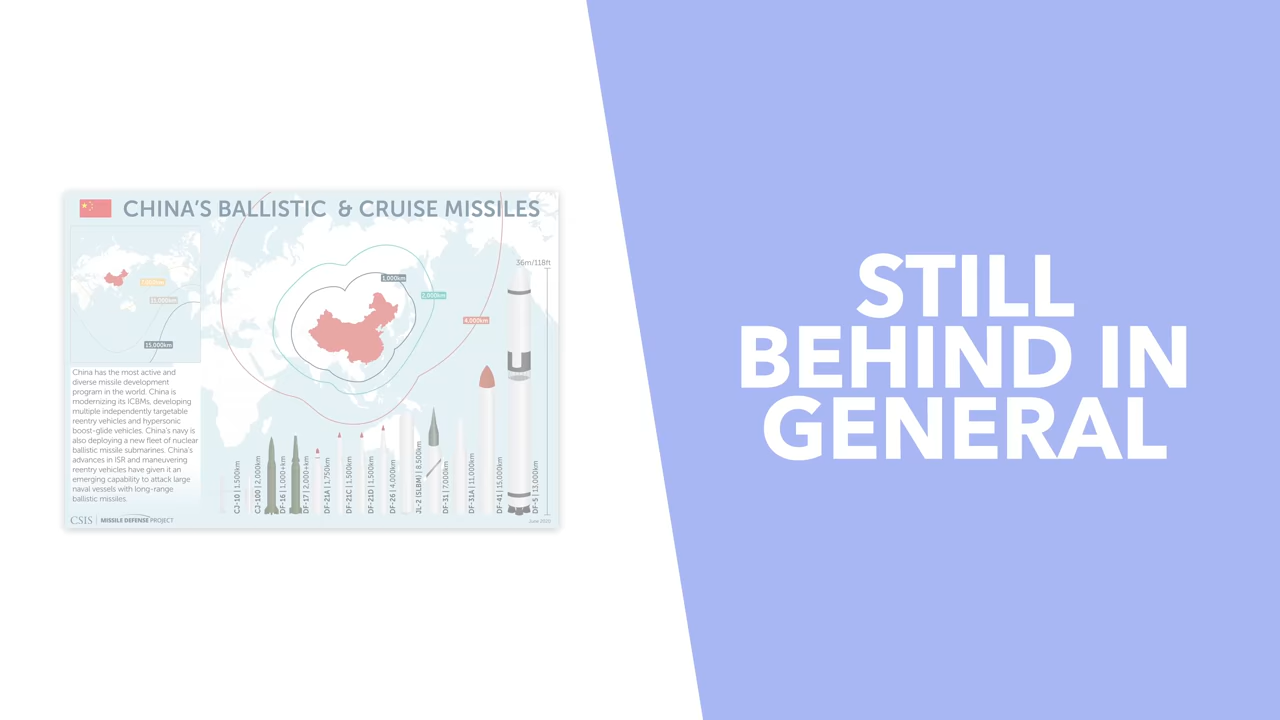 CHINA'S BALLISTIC & CRUISE MISSILES
36m/118ft
1,000km
2,000km
4,000km
15,000km
China has the most active and
diverse missile development
program in the world. China is
modernizing its ICBMs, developing
multiple independently targetable
reentry vehicles and hypersonic
boost-glide vehicles. China's navy is
also deploying a new fleet of nuclear
ballistic missile submarines. China's
advances in ISR and maneuvering
reentry vehicles have given it an
emerging capability to attack large
naval vessels with long-range
ballistic missiles.
CJ-10 | 1,500km
CJ-100 | 2,000km
DF-16 | 1,000+km
DF-17 | 2,000+km
DF-21A | 1,750km
DF-21C | 1,500km
DF-21D | 1,500km
DF-26 | 4,000km
JL-2 (SLBM) | 8,500km
DF-31 | 7,000km
DF-31A | 11,000km
DF-41 | 15,000km
DF-5 | 13,000km
CSIS | MISSILE DEFENSE PROJECT
STILL
BEHIND IN
GENERAL